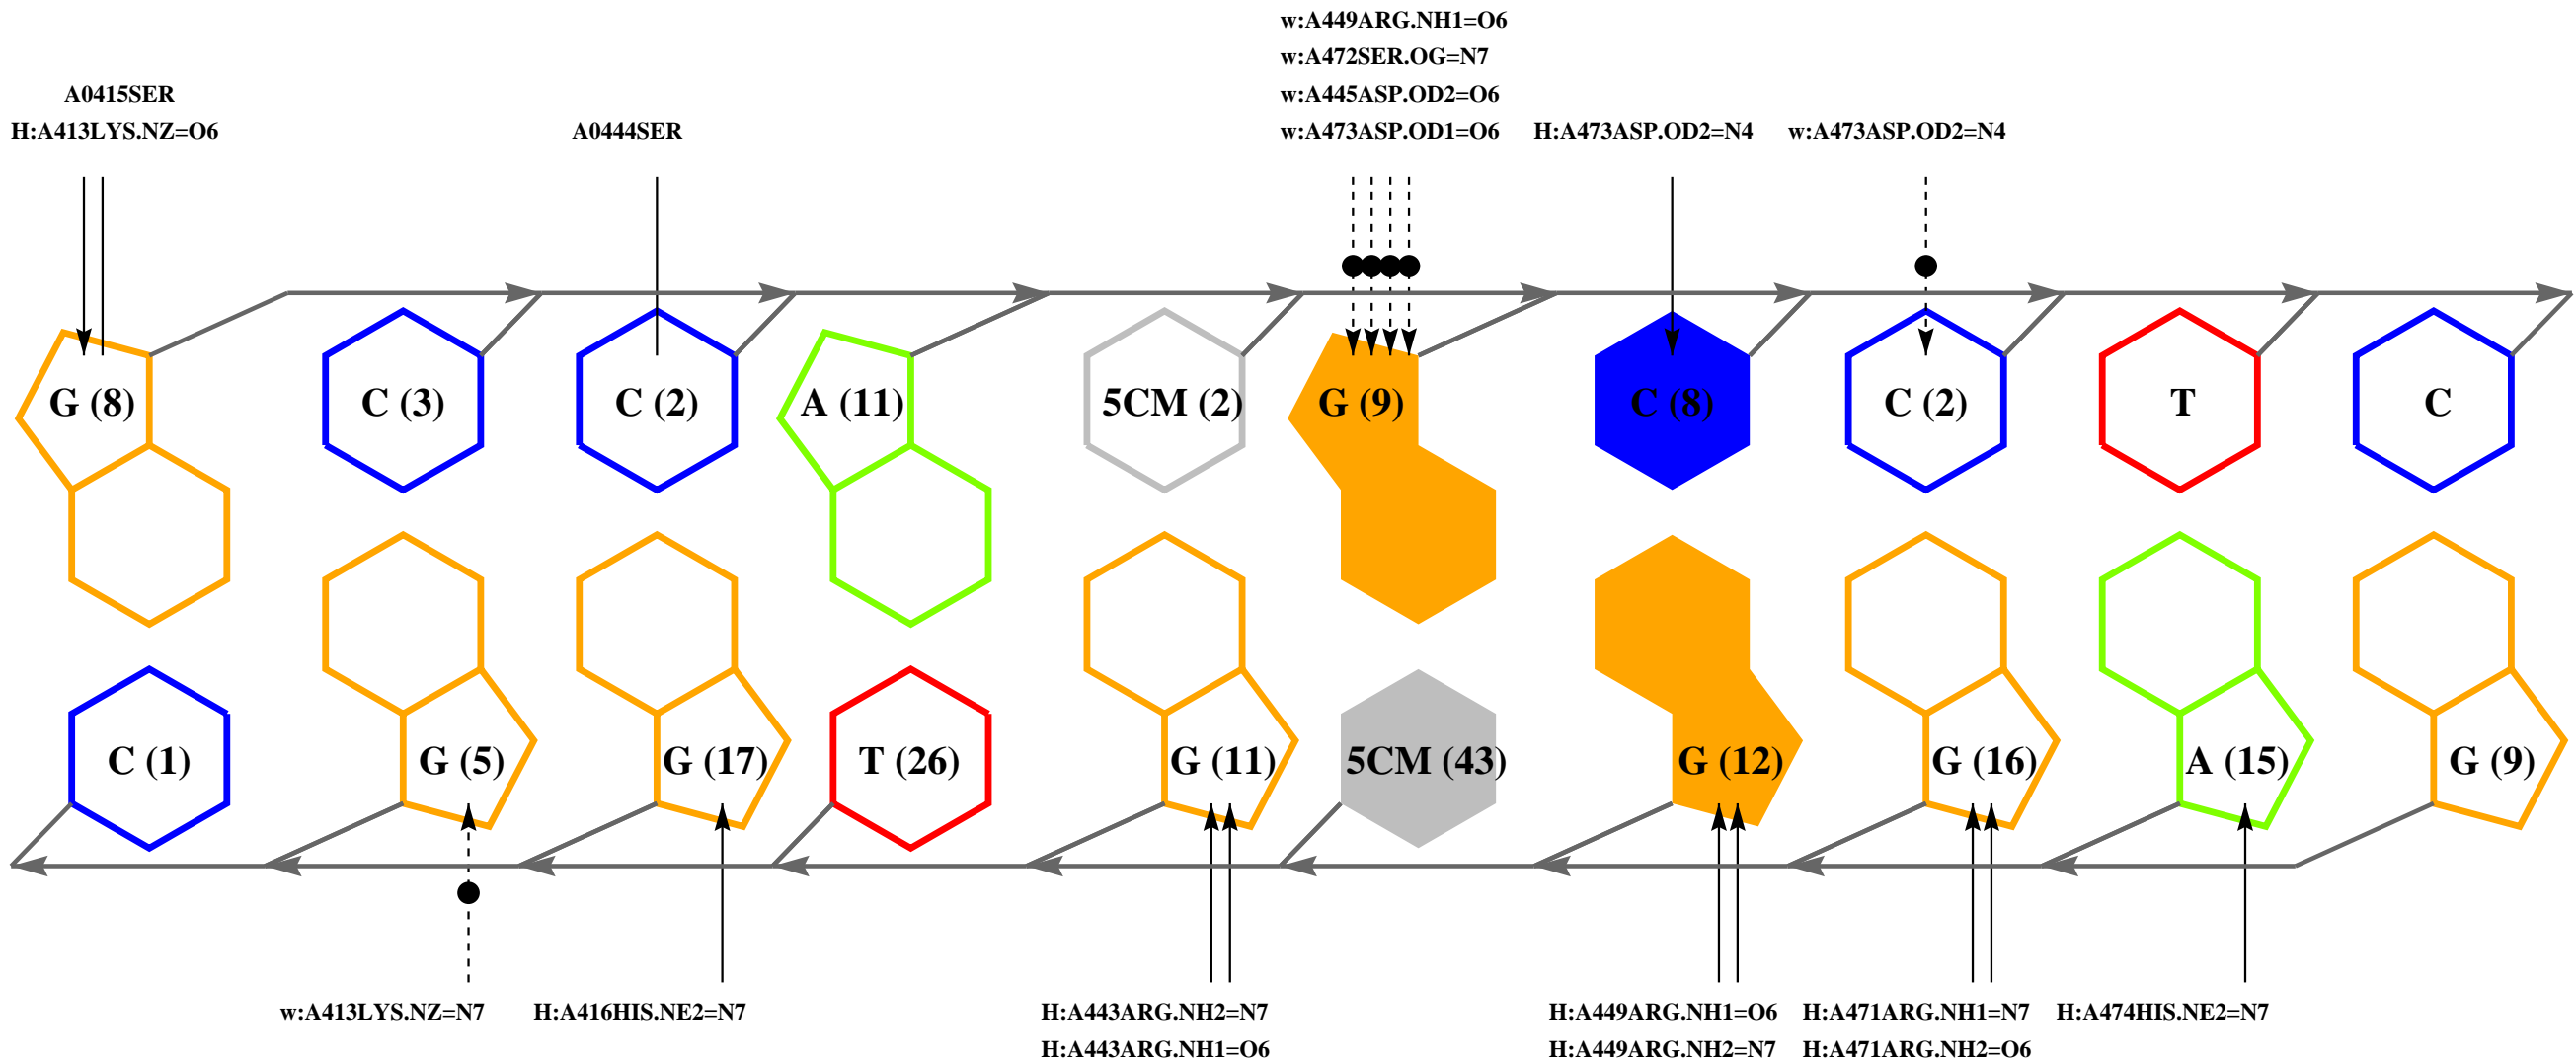 w:A449ARG.NH1=O6
w:A472SER.OG=N7
A0415SER
w:A445ASP.OD2=O6
H:A413LYS.NZ=O6
A0444SER
w:A473ASP.OD1=O6
H:A473ASP.OD2=N4
w:A473ASP.OD2=N4
G (8)
C (3)
C (2)
A (11)
5CM (2)
G (9)
C (8)
C (2)
T
C
C (1)
G (5)
G (17)
T (26)
G (11)
5CM (43)
G (12)
G (16)
A (15)
G (9)
w:A413LYS.NZ=N7
H:A416HIS.NE2=N7
H:A443ARG.NH2=N7
H:A449ARG.NH1=O6
H:A471ARG.NH1=N7
H:A474HIS.NE2=N7
H:A443ARG.NH1=O6
H:A449ARG.NH2=N7
H:A471ARG.NH2=O6